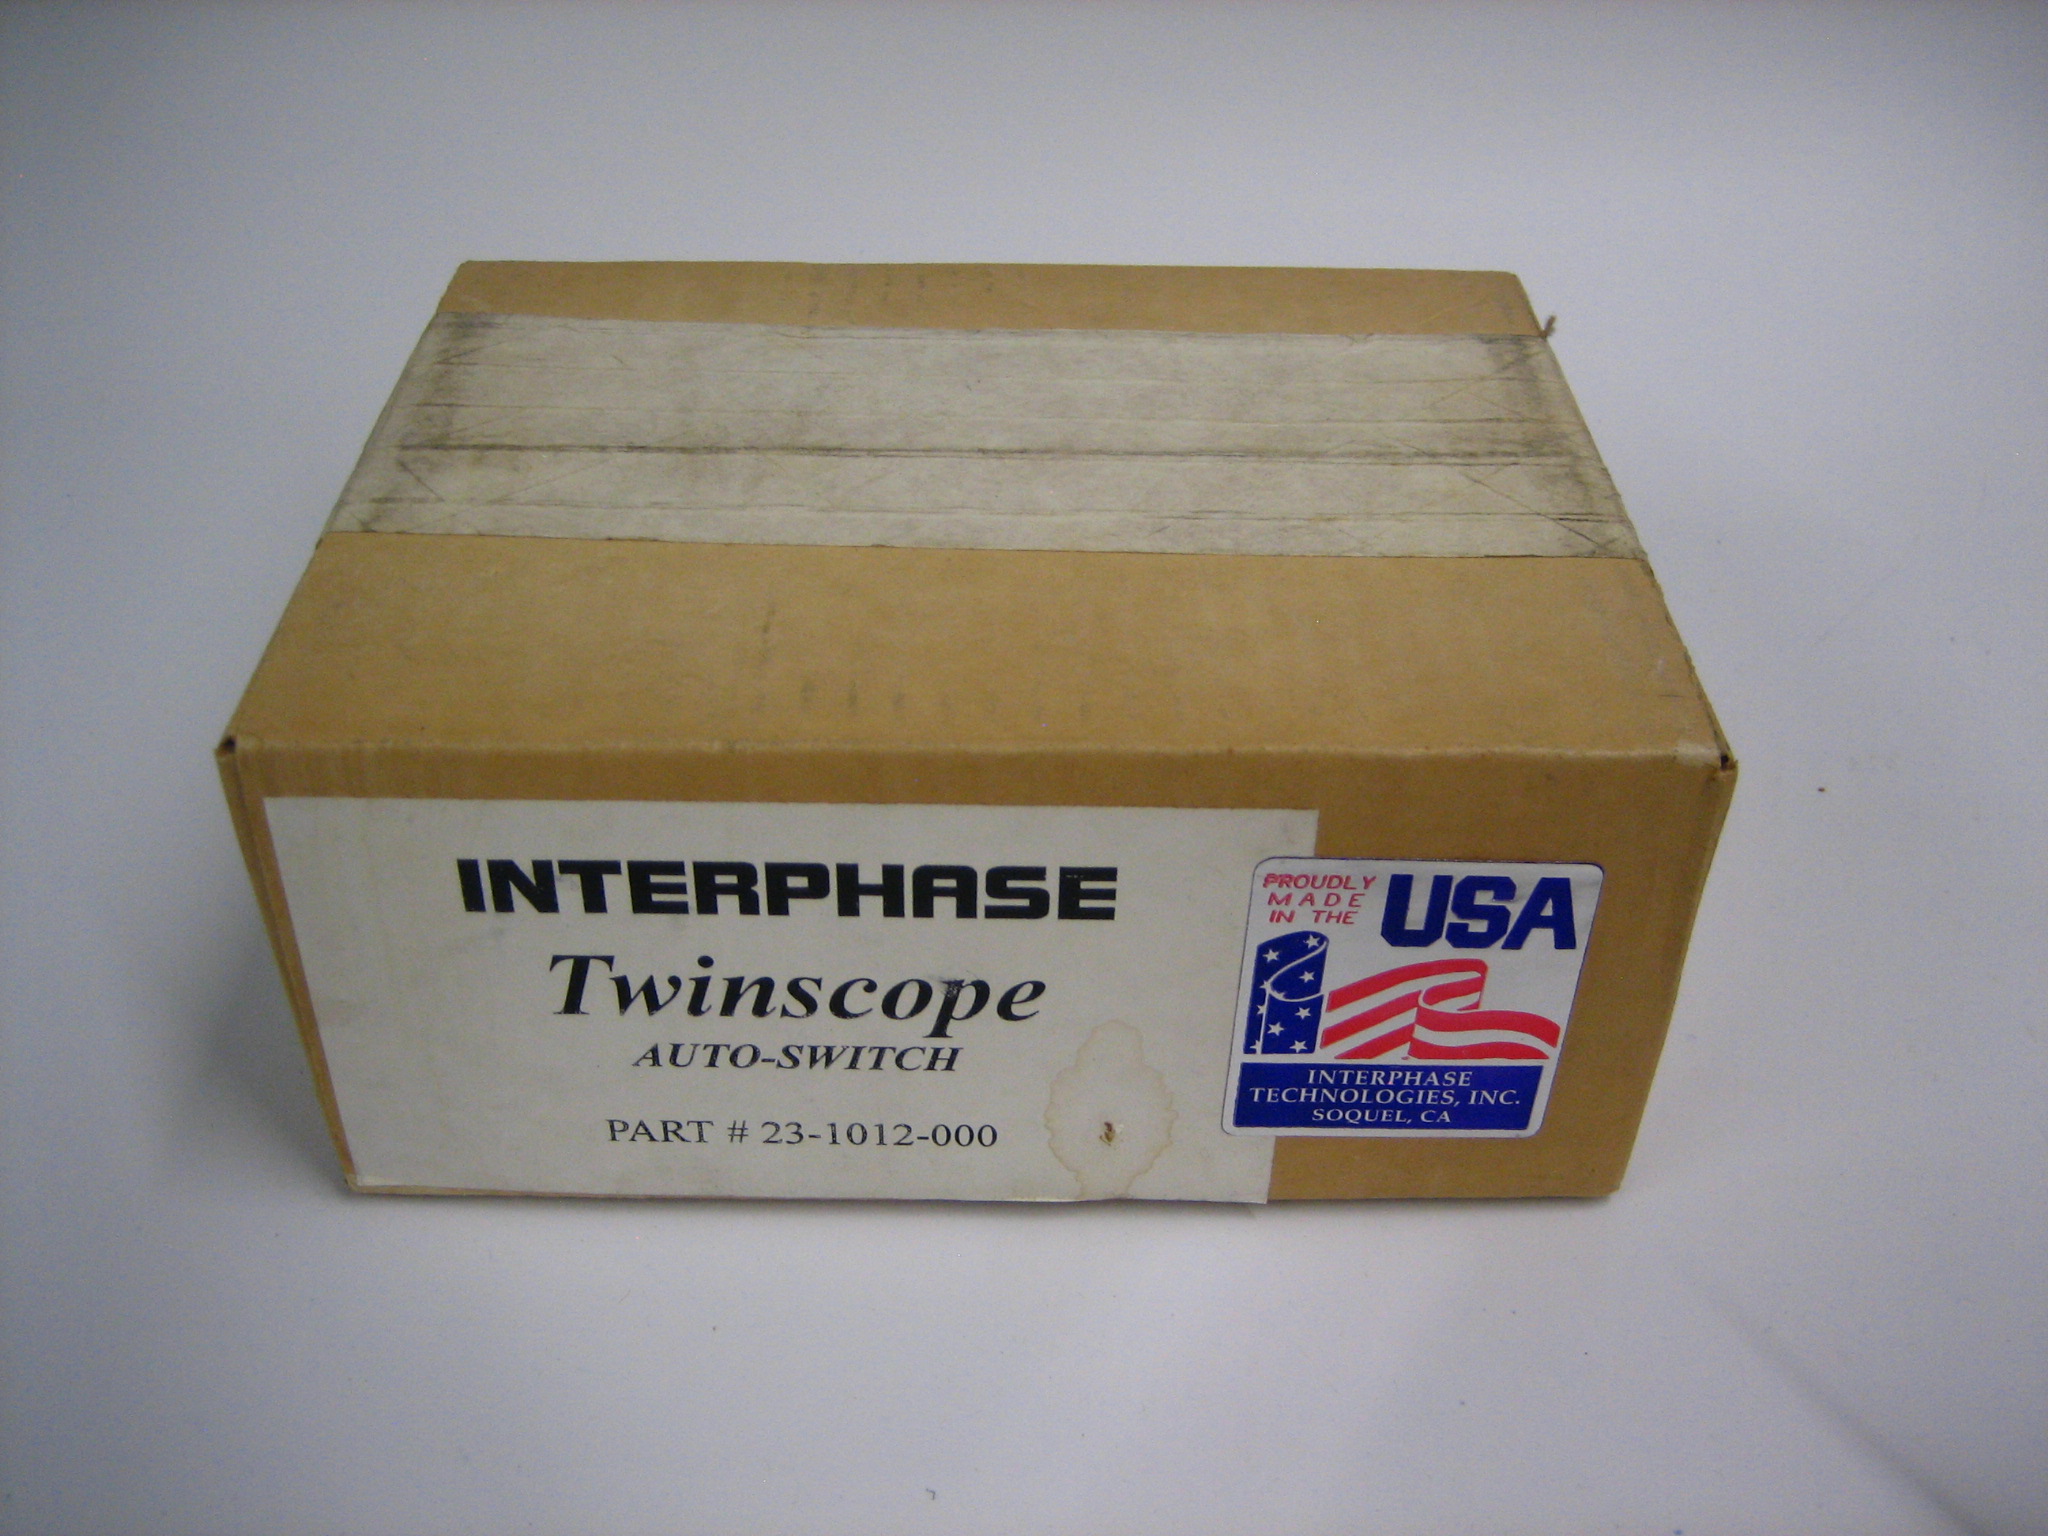 INTERPHASE
Twinscope
AUTO-SWITCH
PART # 23-1012-000
PROUDLY
MADE
IN THE
USA
INTERPHASE
TECHNOLOGIES, INC.
SOQUEL, CA